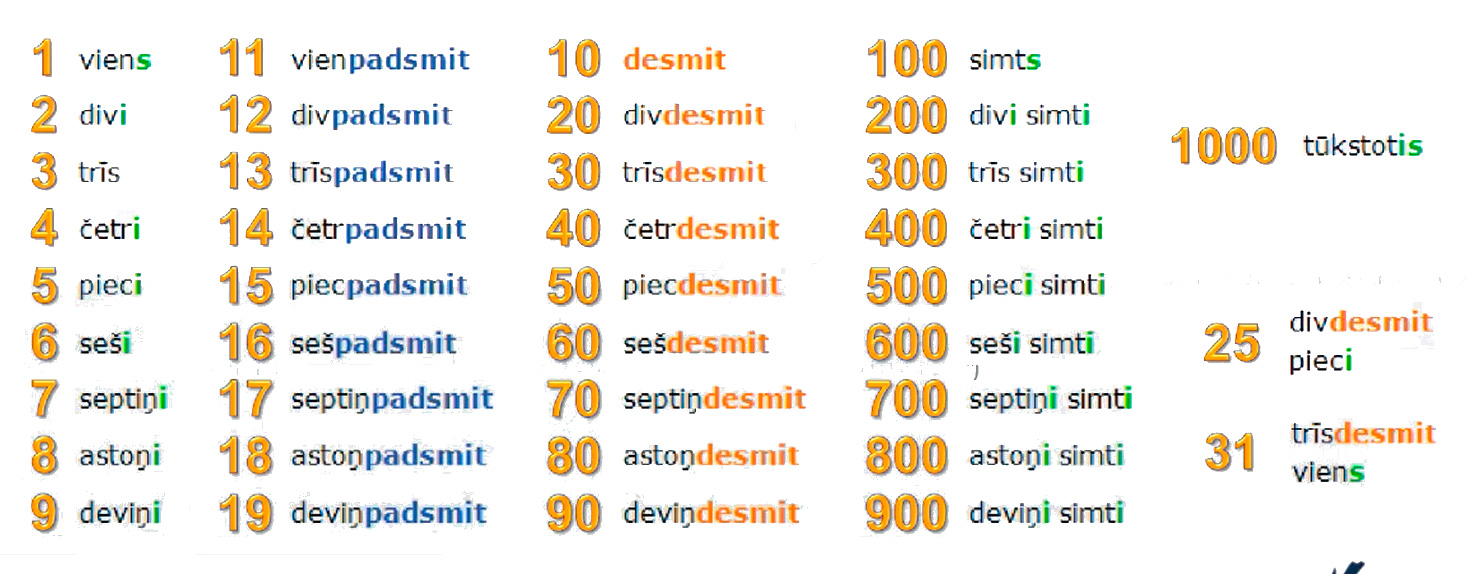 1 viens 11 vienpadsmit 10 desmit 100 simts
2 divi 12 divpadsmit 20 divdesmit 200 divi simti
1000 tūkstotis
3 trīs 13 trīspadsmit 30 trīsdesmit 300 trīs simti
4 četri 14 četrpadsmit 40 četrdesmit 400 četri simti
5 pieci 15 piecpadsmit 50 piecdesmit 500 pieci simti
6 seši 16 sešpadsmit 60 sešdesmit 600 seši simti
25 divdesmit
pieci
7 septiņi 17 septiņpadsmit 70 septiņdesmit 700 septiņi simti
8 astoņi 18 astoņpadsmit 80 astoņdesmit 800 astoņi simti
31 trīsdesmit
viens
9 deviņi 19 deviņpadsmit 90 deviņdesmit 900 deviņi simti